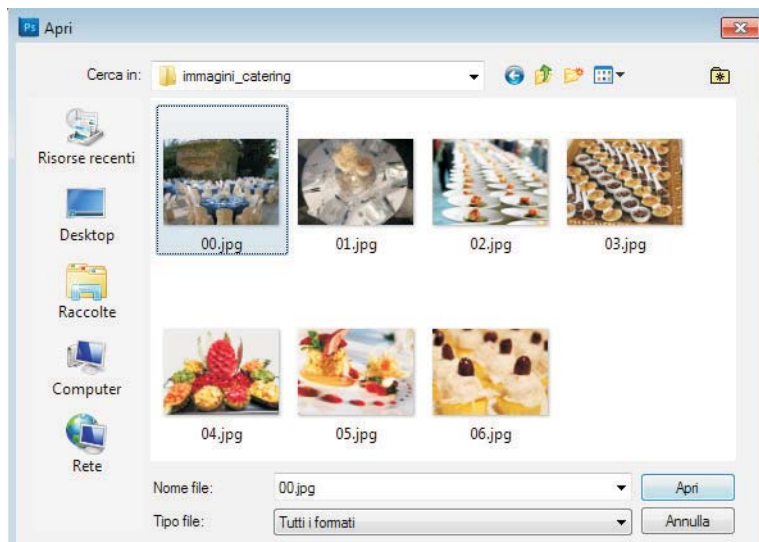 Ps Apri
Cerca in: immagini_catering
Risorse recenti
Desktop
Raccolte
Computer
Rete
00.jpg 01.jpg 02.jpg 03.jpg
04.jpg 05.jpg 06.jpg
Nome file: 00.jpg Apri
Tipo file: Tutti i formati Annulla